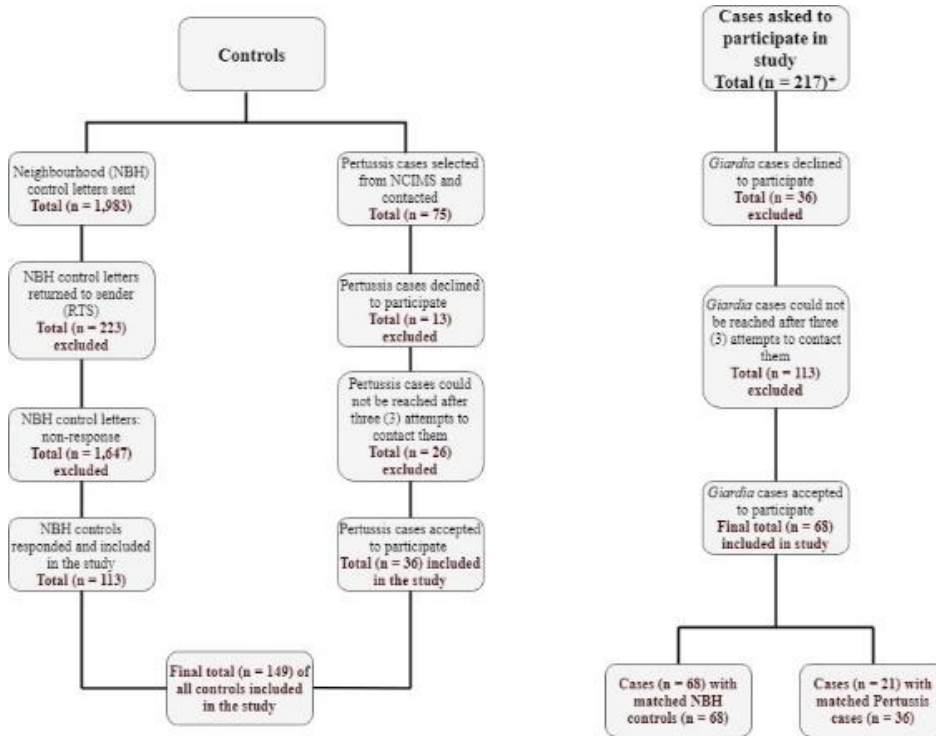 Controls
Neighbourhood (NBH)
control letters sent
Total (n = 1,983)
NBH control letters
returned to sender
(RTS)
Total (n = 223)
excluded
NBH control letters:
non-response
Total (n = 1,647)
excluded
NBH controls
responded and included
in the study
Total (n = 113)
Pertussis cases selected
from NCIMS and
contacted
Total (n = 75)
Pertussis cases declined
to participate
Total (n = 13)
excluded
Pertussis cases could
not be reached after
three (3) attempts to
contact them
Total (n = 26)
excluded
Pertussis cases accepted
to participate
Total (n = 36) included
in the study
Final total (n = 149) of
all controls included
in the study
Cases asked to
participate in
study
Total (n = 217)+
Giardia cases declined
to participate
Total (n = 36)
excluded
Giardia cases could not
be reached after three
(3) attempts to contact
them
Total (n = 113)
excluded
Giardia cases accepted
to participate
Final total (n = 68)
included in study
Cases (n = 68) with
matched NBH
controls (n = 68)
Cases (n = 21) with
matched Pertussis
cases (n = 36)